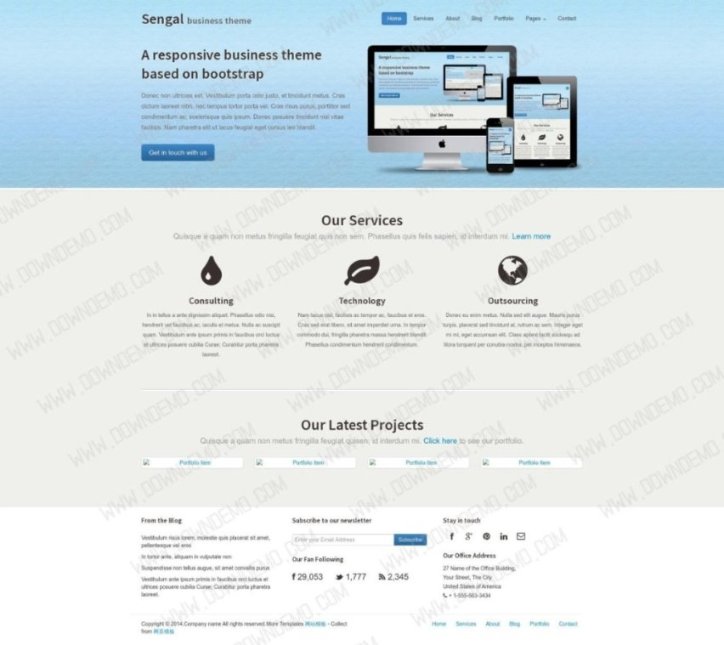 Sengal business theme
Home Services About Blog Portfolio Pages Contact
A responsive business theme
based on bootstrap
Donec non ultrices est. Vestibulum porta odio justo, et tincidunt metus. Cras
dictum laoreet nibh, nec tempus tortor porta vel. Cras risus purus, porttitor sed
condimentum ac, scelerisque quis ipsum. Donec posuere tincidunt nisl vitae
facilisis. Nam pharetra elit ut lacus feugiat eget cursus leo blandit.
Get in touch with us
Our Services
Quisque a quam non metus fringilla feugiat quis non sem. Phasellus quis felis sapien, id interdum mi. Learn more
Consulting
In in tellus a ante dignissim aliquet. Phasellus odio nisi,
hendrerit vel faucibus ac, iaculis et metus. Nulla ac suscipit
quam. Vestibulum ante ipsum primis in faucibus orci luctus
et ultrices posuere cubilia Curae; Curabitur porta pharetra
laoreet.
Technology
Nam lacus nisl, facilisis ac tempor ac, faucibus et eros.
Cras sed erat libero, sit amet imperdiet urna. In tempor
commodo dui, fringilla pharetra massa hendrerit blandit.
Phasellus condimentum hendrerit condimentum.
Outsourcing
Donec eu enim metus. Nulla sed elit augue. Mauris purus
turpis, placerat sed tincidunt at, rutrum ac sem. Integer eget
mi mi, eget accumsan elit. Class aptent taciti sociosqu ad
litora torquent per conubia nostra, per inceptos himenaeos.
Our Latest Projects
Quisque a quam non metus fringilla feugiat quisen, id interdum mi. Click here to see our portfolio.
Portfolio Item Portfolio Item Portfolio Item Portfolio Item
From the Blog
Vestibulum risus lorem, molestie quis placerat sit amet,
pellentesque vel eros
In tortor ante, aliquam in vulputate non
Suspendisse non tellus augue, sit amet convallis purus
Vestibulum ante ipsum primis in faucibus orci luctus et
ultrices posuere cubilia Curae; Curabitur porta pharetra
laoreet.
Subscribe to our newsletter
Enter your Email Address Subscribe
Our Fan Following
29,053 1,777 2,345
Stay in touch
Our Office Address
27 Name of the Office Building,
Your Street, The City
United States of America
+ 1-555-663-3434
Copyright © 2014.Company name All rights reserved.More Templates 网站模板 - Collect
from 网页模板
Home Services About Blog Portfolio Contact
WWW.DOWNDEMO.COM